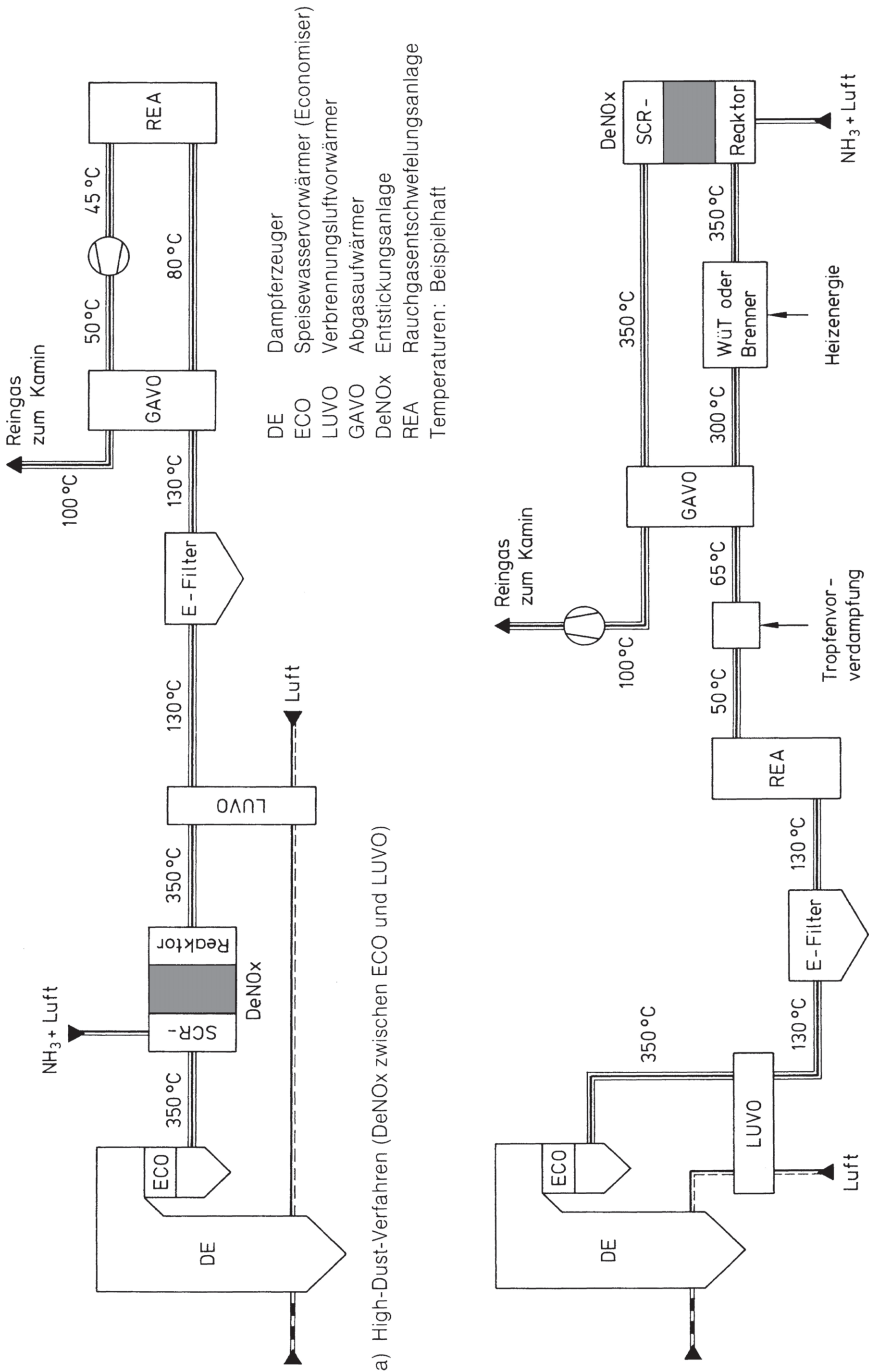 NH₃ + Luft
Reingas
zum Kamin
DE
ECO
350 °C
SCR-
Reaktor
DeNOx
350 °C
LUVO
130 °C
E-Filter
130 °C
GAVO
100 °C
50 °C
45 °C
80 °C
REA
Luft
a) High-Dust-Verfahren (DeNOx zwischen ECO und LUVO)
DE Dampferzeuger
ECO Speisewasservorwärmer (Economiser)
LUVO Verbrennungsluftvorwärmer
GAVO Abgasaufwärmer
DeNOx Entstickungsanlage
REA Rauchgasentschwefelungsanlage
Temperaturen: Beispielhaft
DE
ECO
350 °C
LUVO
Luft
130 °C
E-Filter
130 °C
REA
50 °C
Tropfenvor-
verdampfung
65 °C
Reingas
zum Kamin
100 °C
GAVO
350 °C
300 °C
WüT oder
Brenner
Heizenergie
350 °C
DeNOx
SCR-
Reaktor
NH₃ + Luft